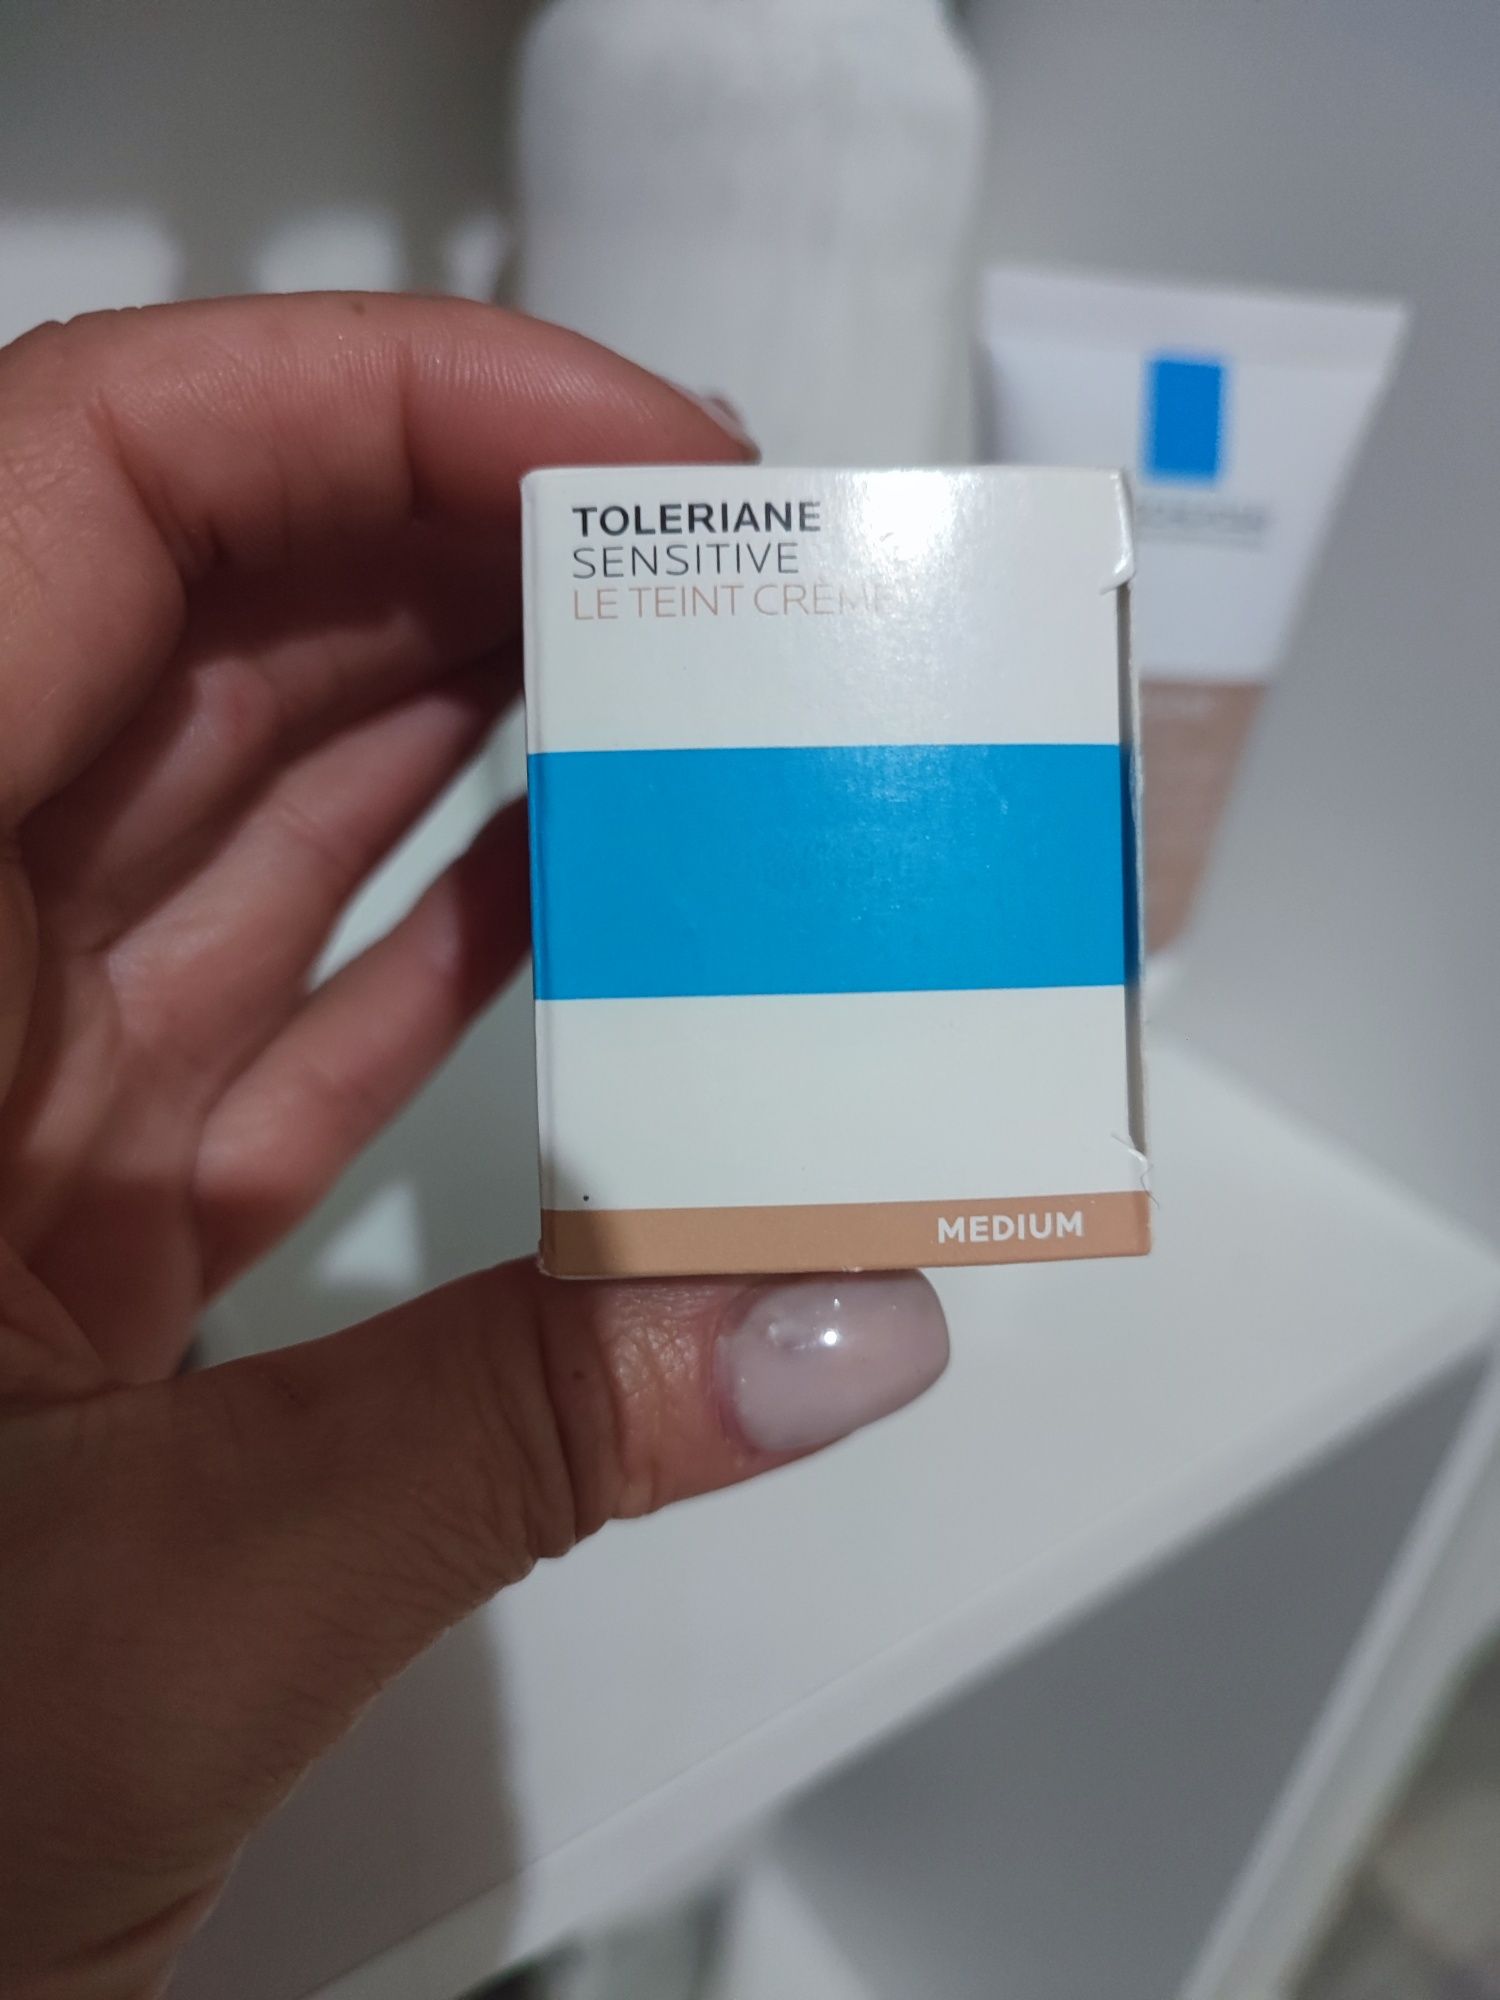 TOLERIANE
SENSITIVE
LE TEINT CRÈME
MEDIUM